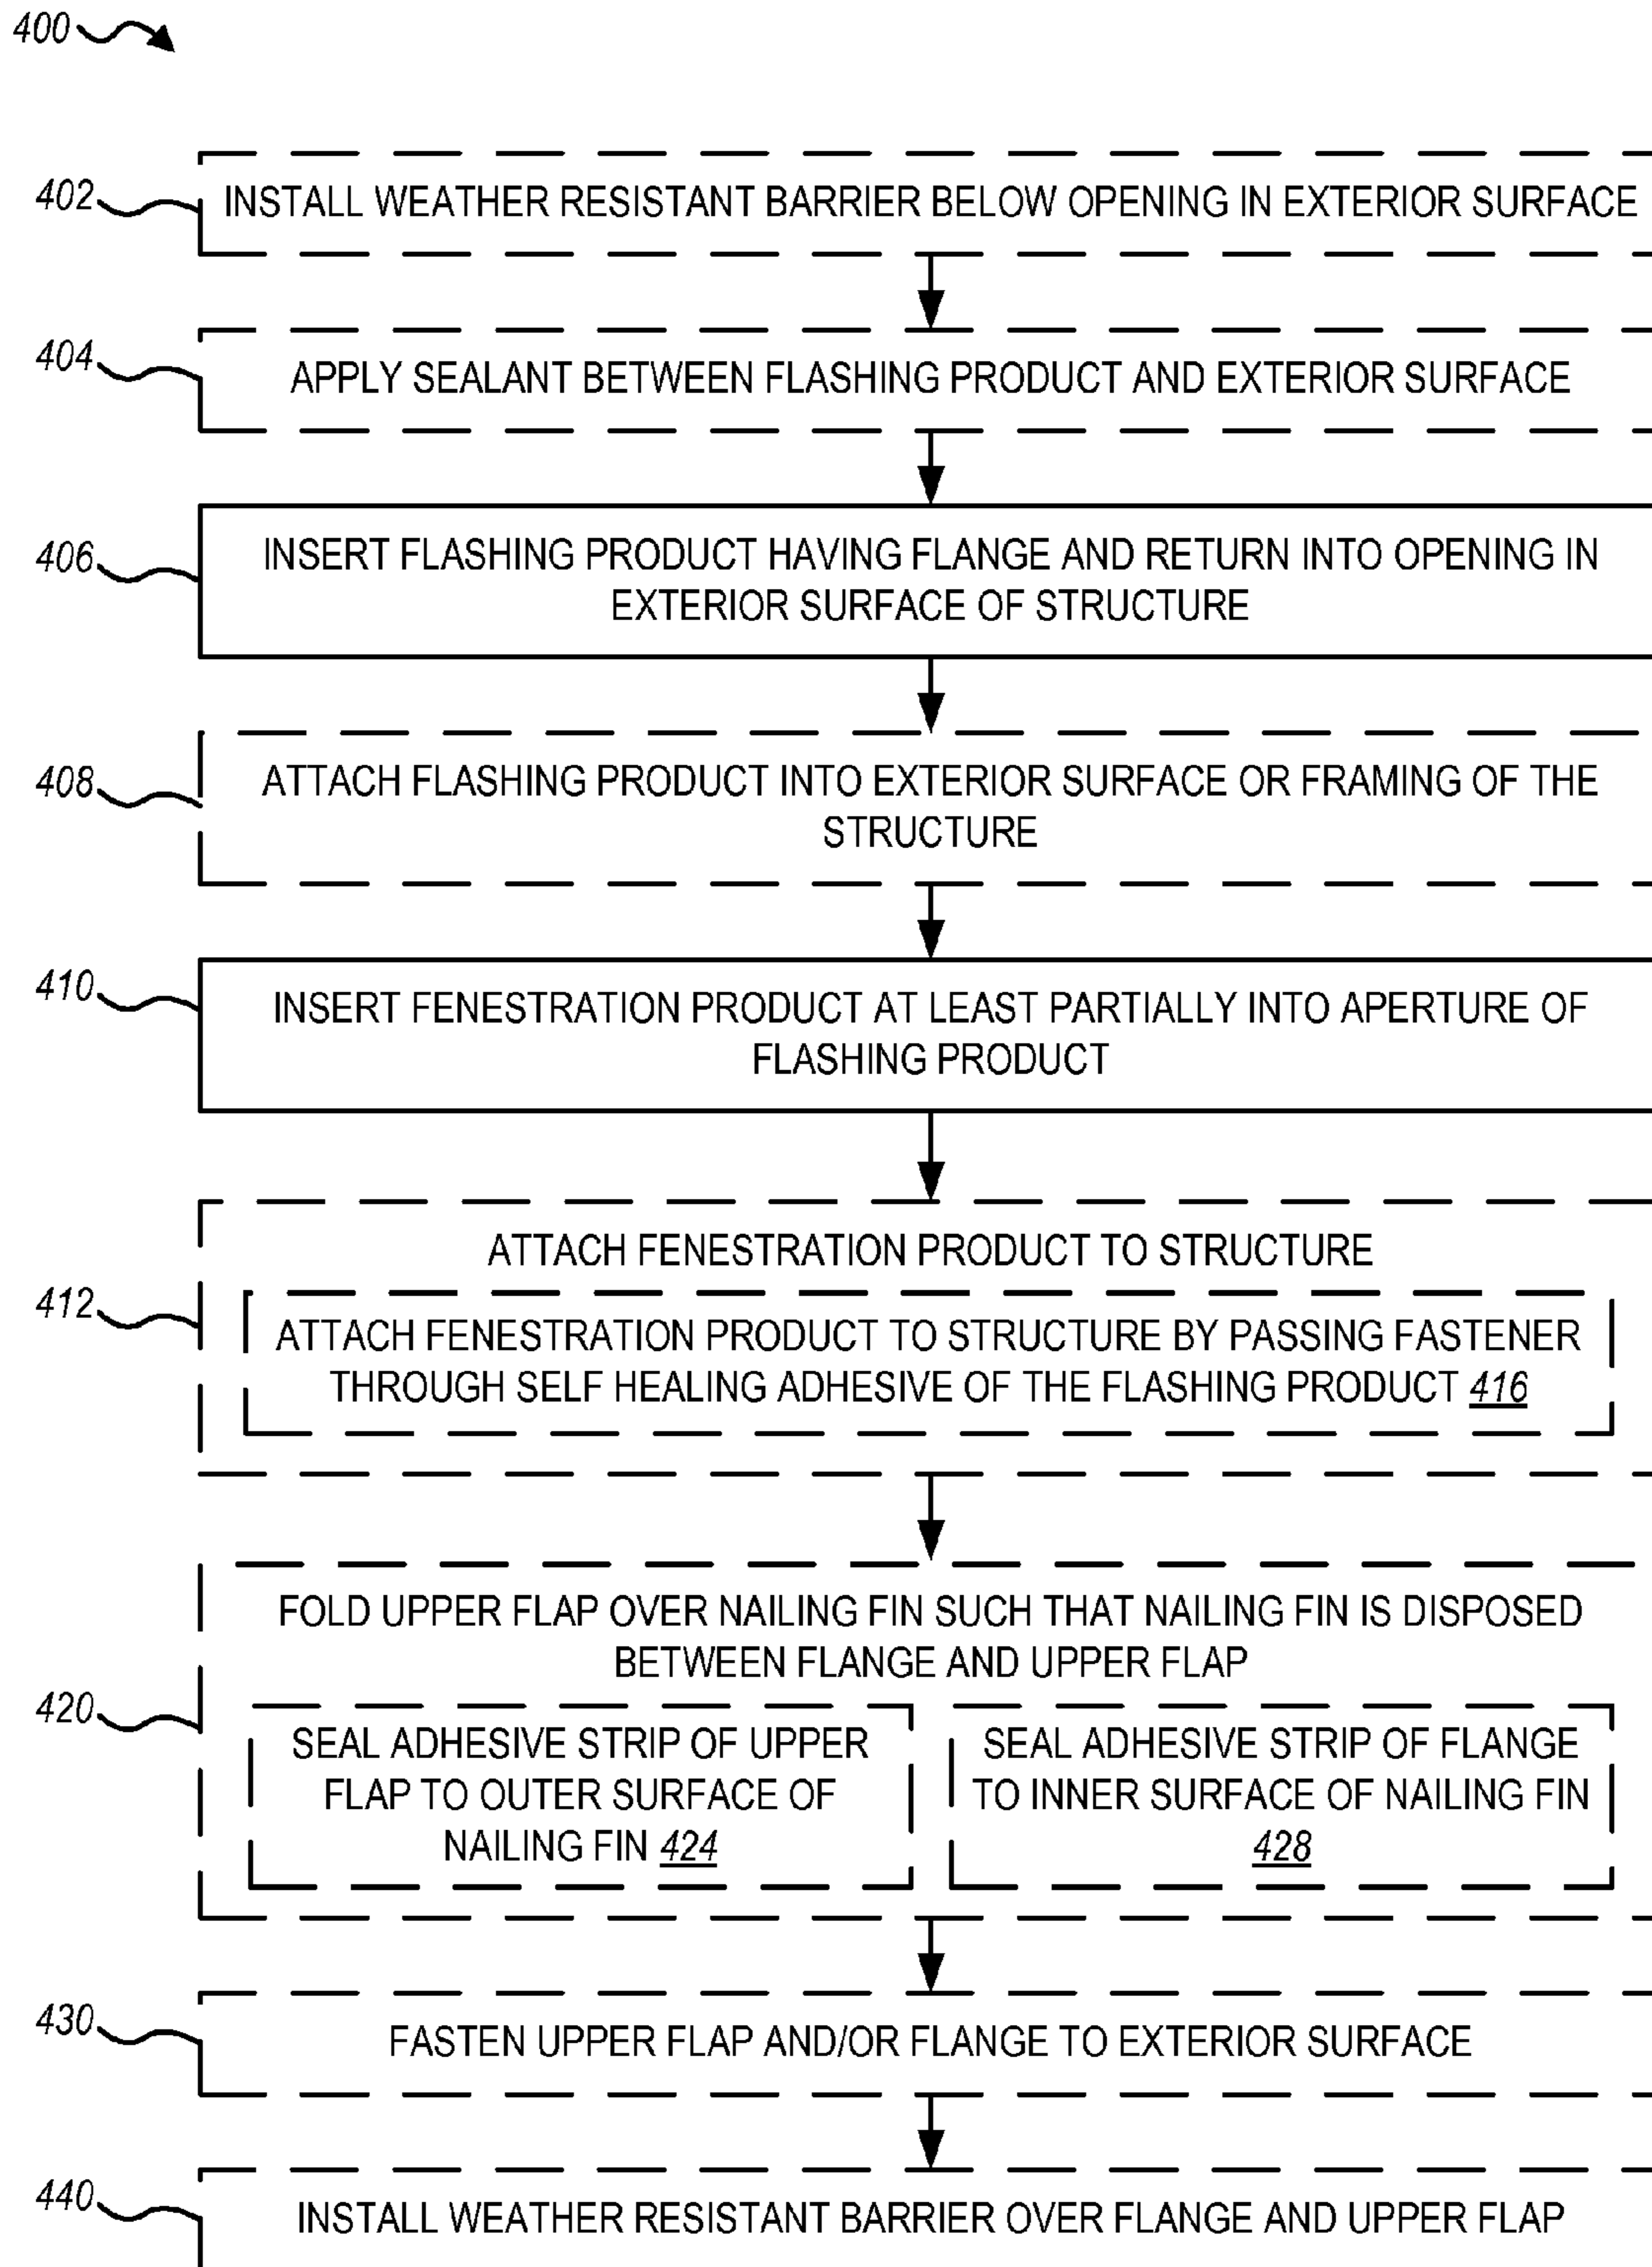 400
402
INSTALL WEATHER RESISTANT BARRIER BELOW OPENING IN EXTERIOR SURFACE
404
APPLY SEALANT BETWEEN FLASHING PRODUCT AND EXTERIOR SURFACE
406
INSERT FLASHING PRODUCT HAVING FLANGE AND RETURN INTO OPENING IN
EXTERIOR SURFACE OF STRUCTURE
408
ATTACH FLASHING PRODUCT INTO EXTERIOR SURFACE OR FRAMING OF THE
STRUCTURE
410
INSERT FENESTRATION PRODUCT AT LEAST PARTIALLY INTO APERTURE OF
FLASHING PRODUCT
412
ATTACH FENESTRATION PRODUCT TO STRUCTURE
ATTACH FENESTRATION PRODUCT TO STRUCTURE BY PASSING FASTENER
THROUGH SELF HEALING ADHESIVE OF THE FLASHING PRODUCT 416
420
FOLD UPPER FLAP OVER NAILING FIN SUCH THAT NAILING FIN IS DISPOSED
BETWEEN FLANGE AND UPPER FLAP
SEAL ADHESIVE STRIP OF UPPER
FLAP TO OUTER SURFACE OF
NAILING FIN 424
SEAL ADHESIVE STRIP OF FLANGE
TO INNER SURFACE OF NAILING FIN
428
430
FASTEN UPPER FLAP AND/OR FLANGE TO EXTERIOR SURFACE
440
INSTALL WEATHER RESISTANT BARRIER OVER FLANGE AND UPPER FLAP